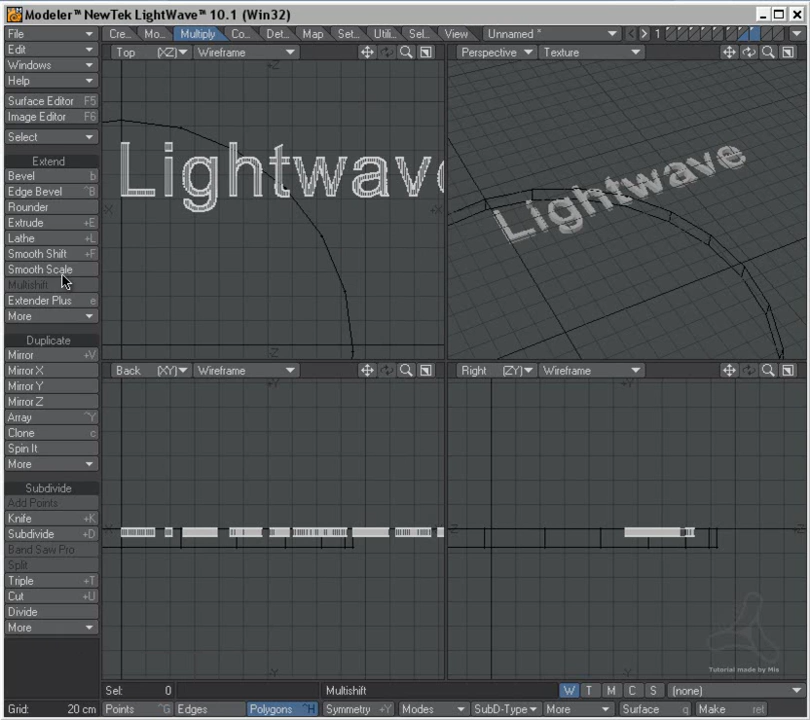 Modeler™ NewTek LightWave™ 10.1 (Win32)
File Cre... Mo... Multiply Co... Det... Map Set... Utili... Sel... View Unnamed * 1
Edit
Windows
Help
Surface Editor F5
Image Editor F6
Select
Extend
Bevel b
Edge Bevel ^B
Rounder
Extrude +E
Lathe +L
Smooth Shift +F
Smooth Scale
Multishift
Extender Plus e
More
Duplicate
Mirror +V
Mirror X
Mirror Y
Mirror Z
Array ^Y
Clone c
Spin It
More
Subdivide
Add Points
Knife +K
Subdivide +D
Band Saw Pro
Split
Triple +T
Cut +U
Divide
More
Top (XZ) Wireframe
Lightwave
Perspective Texture
Lightwave
Back (XY) Wireframe
Right (ZY) Wireframe
Tutorial made by Mis
Sel: 0 Multishift W T M C S (none)
Grid: 20 cm Points ^G Edges Polygons ^H Symmetry +Y Modes SubD-Type More Surface q Make ret